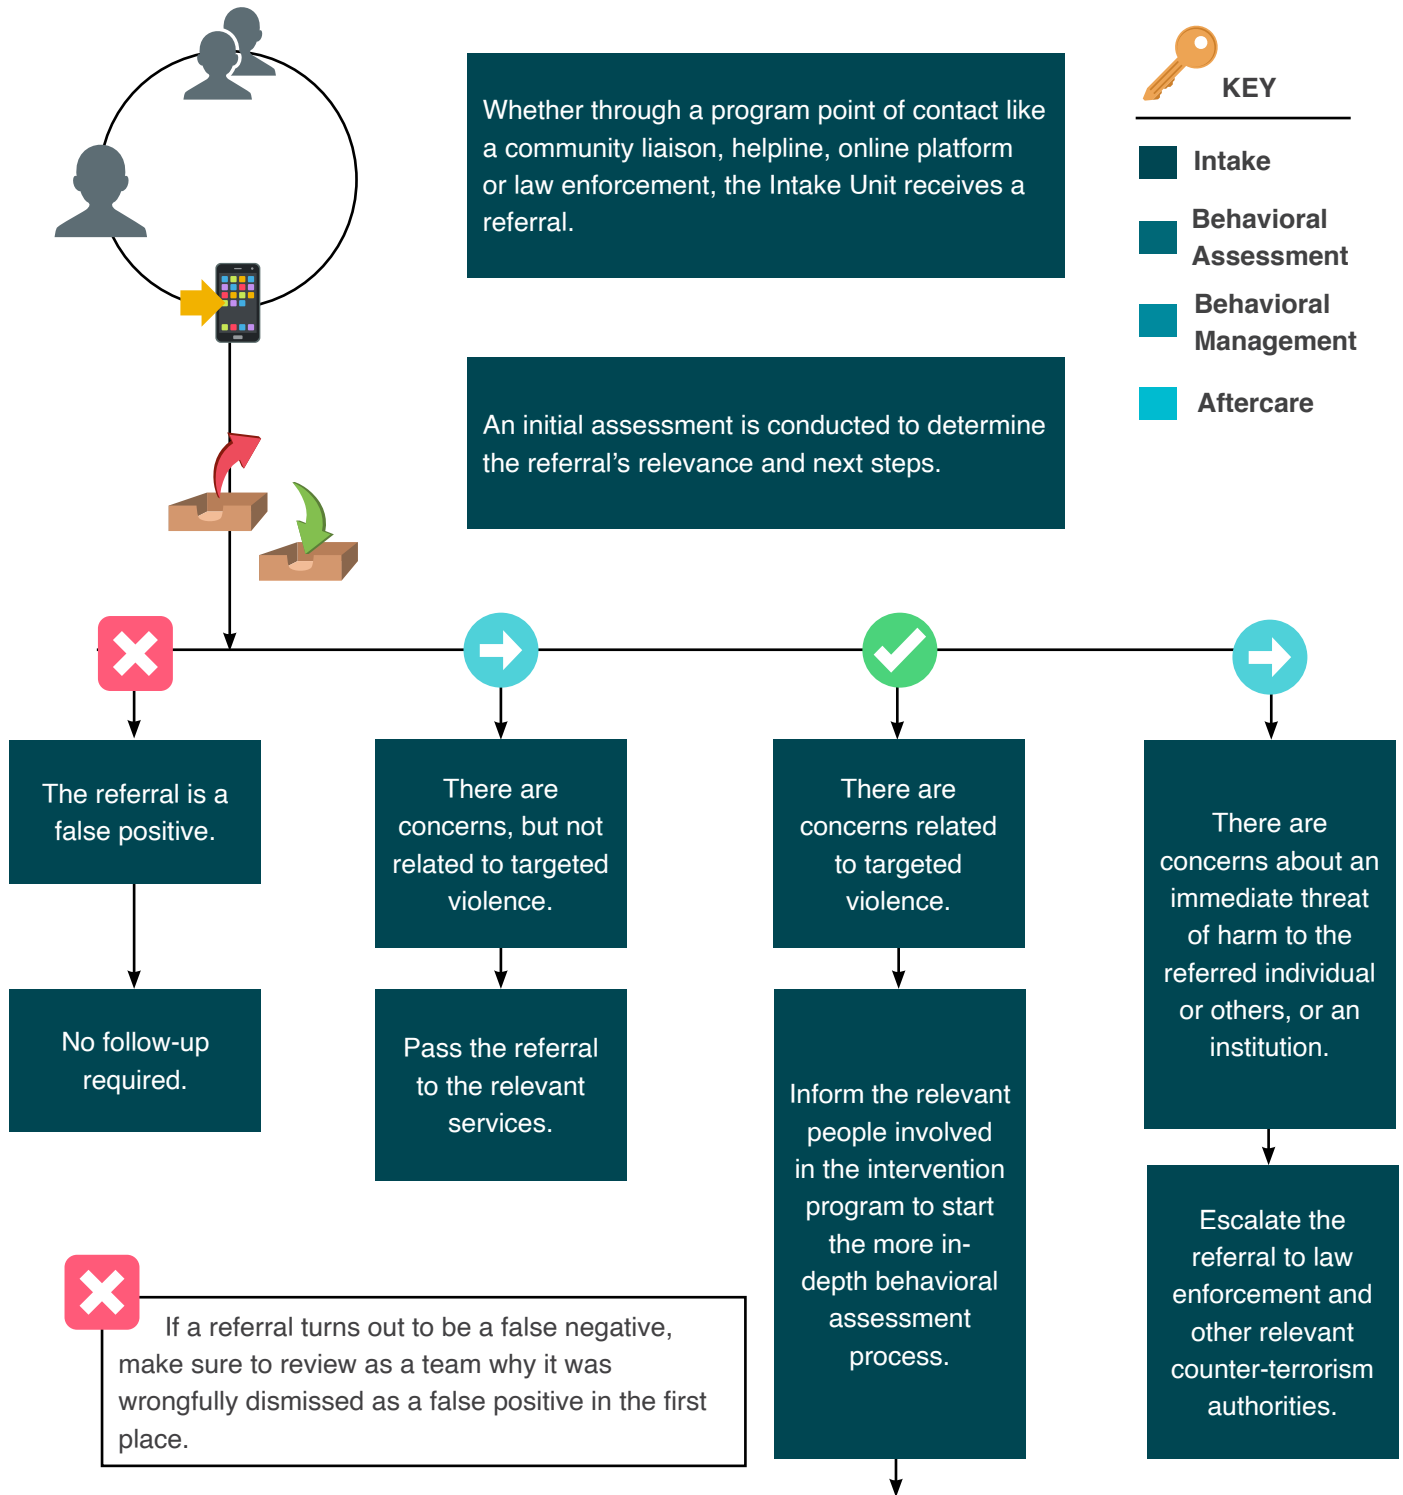 Whether through a program point of contact like
a community liaison, helpline, online platform
or law enforcement, the Intake Unit receives a
referral.
KEY
Intake
Behavioral
Assessment
Behavioral
Management
Aftercare
An initial assessment is conducted to determine
the referral’s relevance and next steps.
The referral is a
false positive.
No follow-up
required.
There are
concerns, but not
related to targeted
violence.
Pass the referral
to the relevant
services.
There are
concerns related
to targeted
violence.
Inform the relevant
people involved
in the intervention
program to start
the more in-
depth behavioral
assessment
process.
There are
concerns about an
immediate threat
of harm to the
referred individual
or others, or an
institution.
Escalate the
referral to law
enforcement and
other relevant
counter-terrorism
authorities.
If a referral turns out to be a false negative,
make sure to review as a team why it was
wrongfully dismissed as a false positive in the first
place.